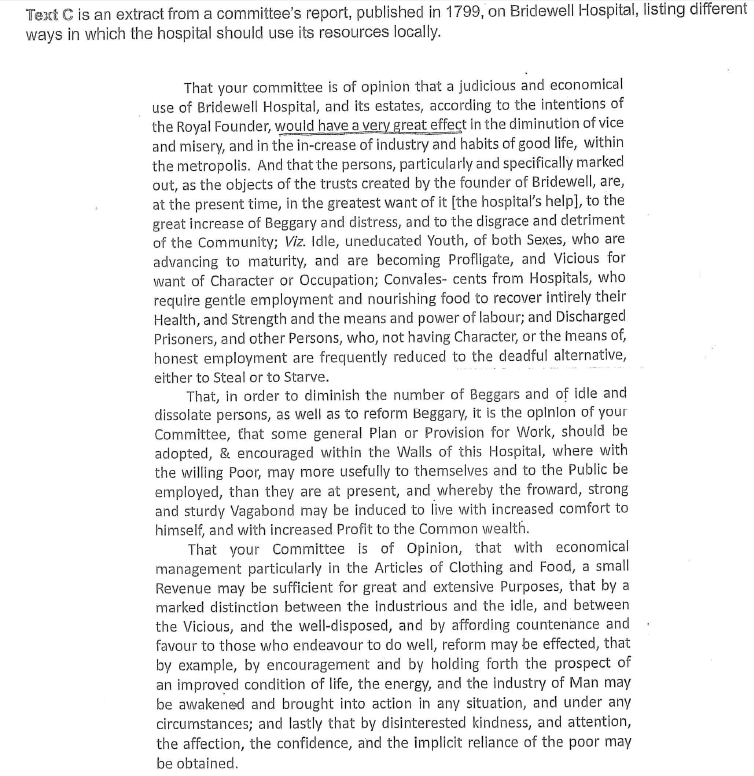 Text C is an extract from a committee's report, published in 1799, on Bridewell Hospital, listing different
ways in which the hospital should use its resources locally.
That your committee is of opinion that a judicious and economical
use of Bridewell Hospital, and its estates, according to the intentions of
the Royal Founder, would have a very great effect in the diminution of vice
and misery, and in the in-crease of industry and habits of good life, within
the metropolis. And that the persons, particularly and specifically marked
out, as the objects of the trusts created by the founder of Bridewell, are,
at the present time, in the greatest want of it [the hospital's help], to the
great increase of Beggary and distress, and to the disgrace and detriment
of the Community; Viz. Idle, uneducated Youth, of both Sexes, who are
advancing to maturity, and are becoming Profligate, and Vicious for
want of Character or Occupation; Convales- cents from Hospitals, who
require gentle employment and nourishing food to recover intirely their
Health, and Strength and the means and power of labour; and Discharged
Prisoners, and other Persons, who, not having Character, or the means of,
honest employment are frequently reduced to the deadful alternative,
either to Steal or to Starve.
That, in order to diminish the number of Beggars and of idle and
dissolate persons, as well as to reform Beggary, it is the opinion of your
Committee, that some general Plan or Provision for Work, should be
adopted, & encouraged within the Walls of this Hospital, where with
the willing Poor, may more usefully to themselves and to the Public be
employed, than they are at present, and whereby the froward, strong
and sturdy Vagabond may be induced to live with increased comfort to
himself, and with increased Profit to the Common wealth.
That your Committee is of Opinion, that with economical
management particularly in the Articles of Clothing and Food, a small
Revenue may be sufficient for great and extensive Purposes, that by a
marked distinction between the industrious and the idle, and between
the Vicious, and the well-disposed, and by affording countenance and
favour to those who endeavour to do well, reform may be effected, that
by example, by encouragement and by holding forth the prospect of
an improved condition of life, the energy, and the industry of Man may
be awakened and brought into action in any situation, and under any
circumstances; and lastly that by disinterested kindness, and attention,
the affection, the confidence, and the implicit reliance of the poor may
be obtained.